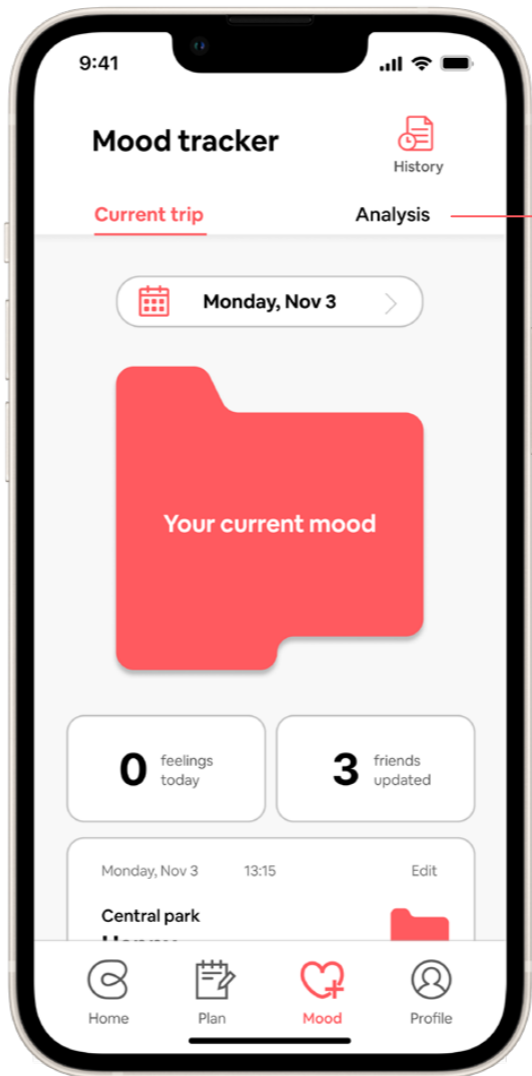 9:41
Mood tracker
History
Current trip Analysis
Monday, Nov 3
Your current mood
0 feelings today
3 friends updated
Monday, Nov 3 13:15 Edit
Central park
Home Plan Mood Profile